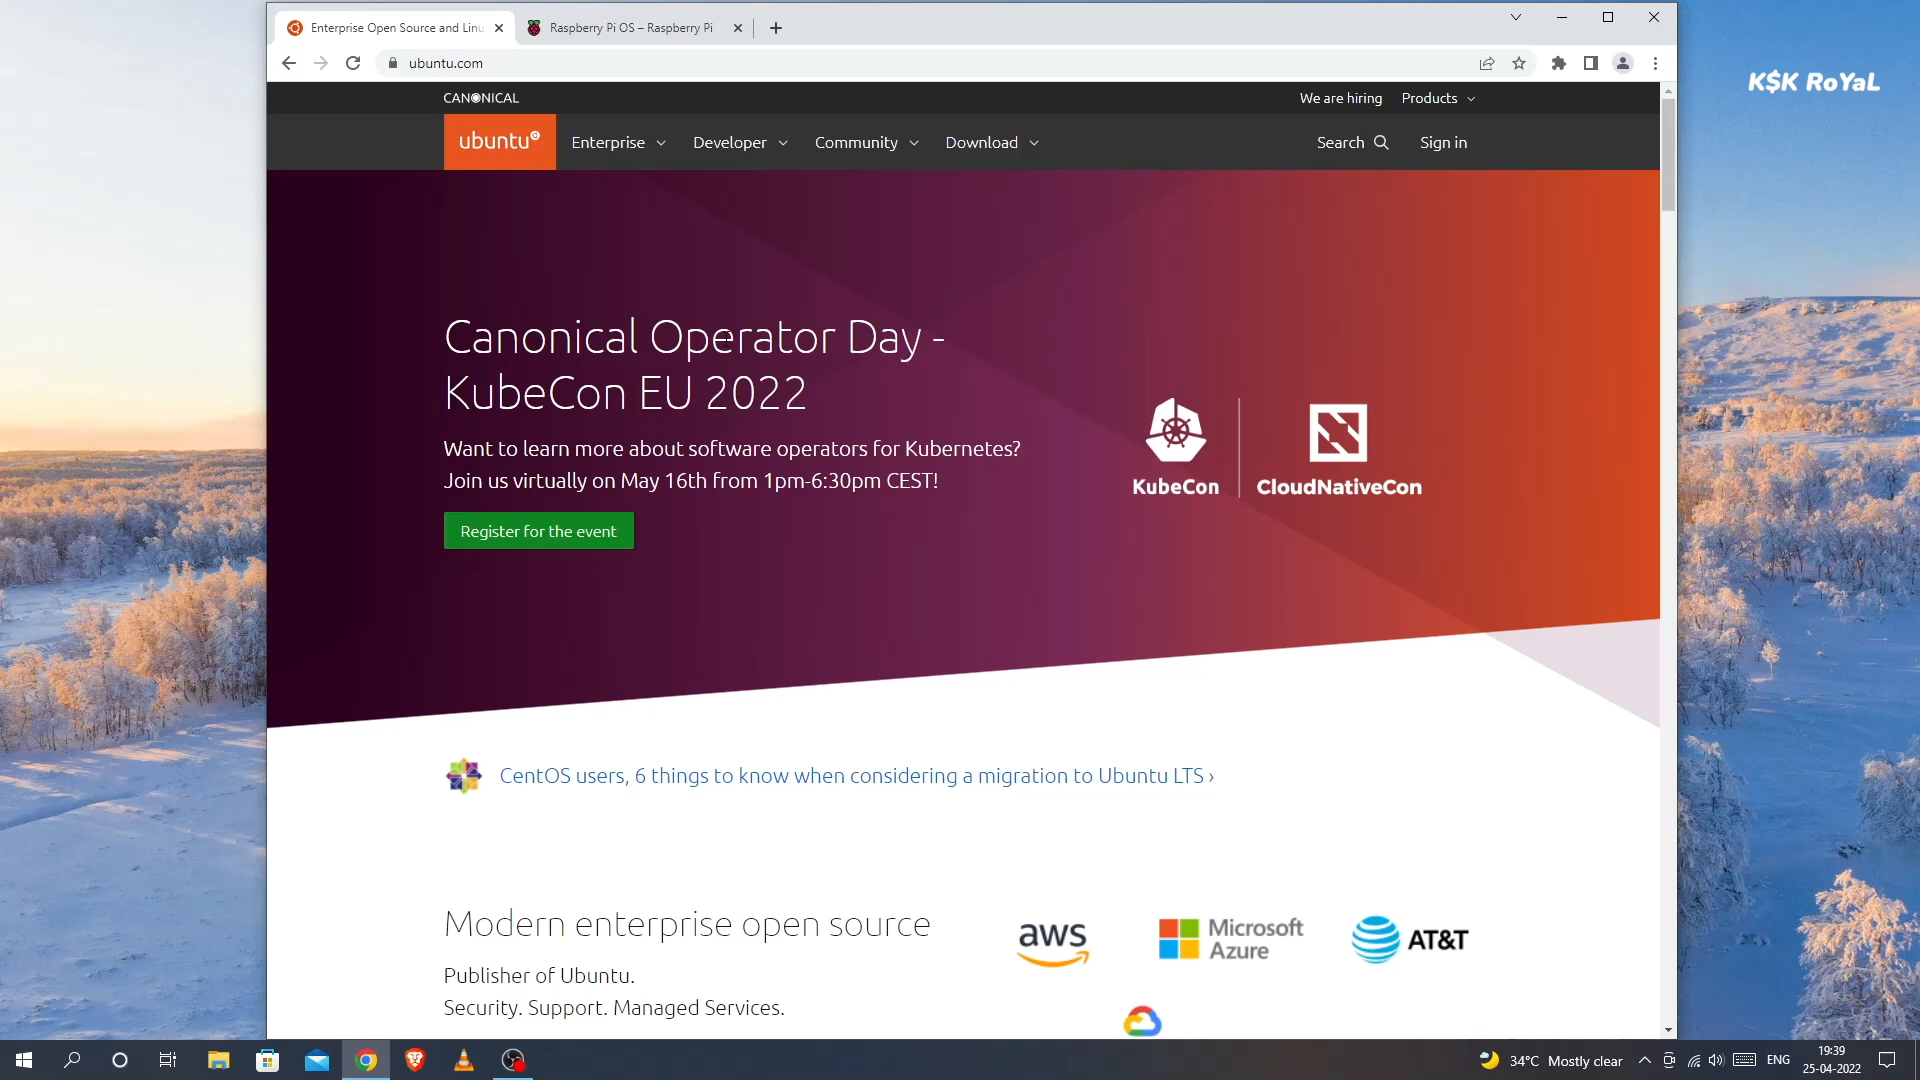 Enterprise Open Source and Linu
Raspberry Pi OS – Raspberry Pi
ubuntu.com
K$K RoYaL
CANONICAL
We are hiring
Products
ubuntu
Enterprise
Developer
Community
Download
Search
Sign in
Canonical Operator Day -
KubeCon EU 2022
Want to learn more about software operators for Kubernetes?
Join us virtually on May 16th from 1pm-6:30pm CEST!
Register for the event
KubeCon
CloudNativeCon
CentOS users, 6 things to know when considering a migration to Ubuntu LTS ›
Modern enterprise open source
Publisher of Ubuntu.
Security. Support. Managed Services.
aws
Microsoft
Azure
AT&T
34°C Mostly clear
ENG
19:39
25-04-2022